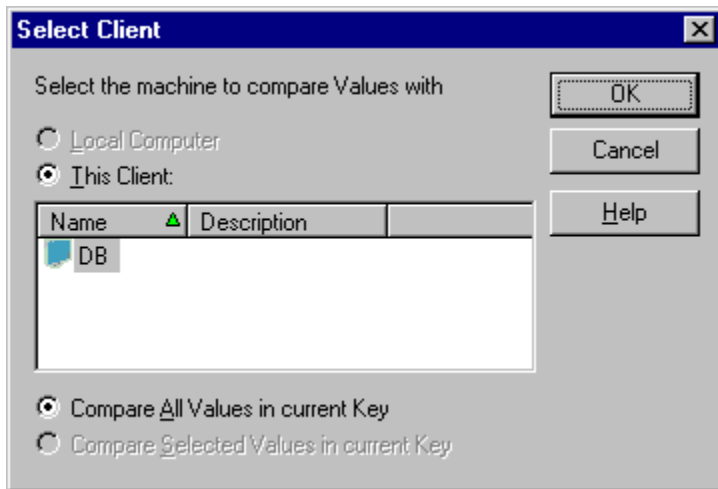 Select Client
Select the machine to compare Values with
OK
Local Computer
Cancel
This Client:
Help
Name Description
DB
Compare All Values in current Key
Compare Selected Values in current Key